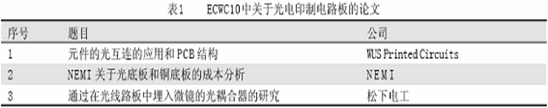 表1 ECWC10中关于光电印制电路板的论文
序号 题目 公司
1 元件的光互连的应用和PCB结构 WUS Printed Circuits
2 NEMI关于光底板和铜底板的成本分析 NEMI
3 通过在光线路板中埋入微镜的光耦合器的研究 松下电工